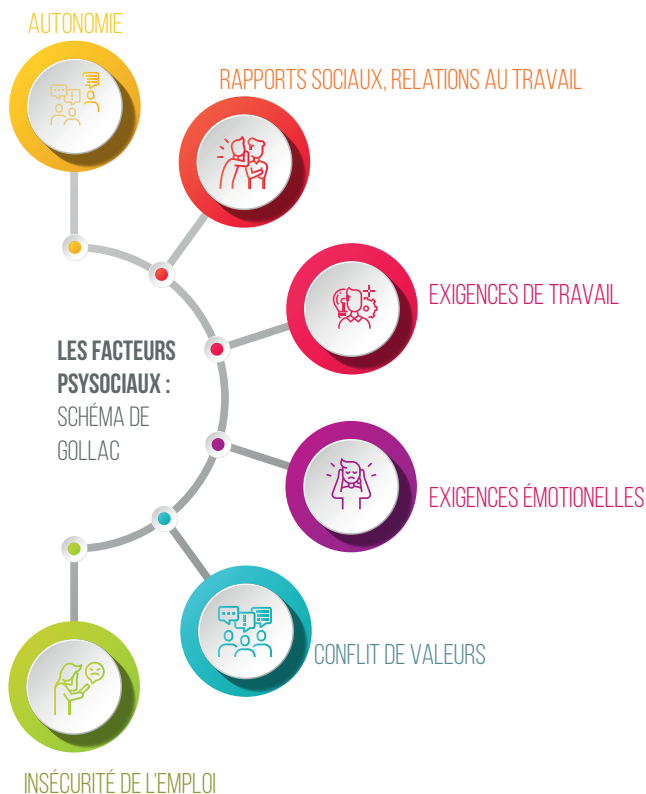 AUTONOMIE
RAPPORTS SOCIAUX, RELATIONS AU TRAVAIL
EXIGENCES DE TRAVAIL
LES FACTEURS
PSYSOCIAUX :
SCHÉMA DE
GOLLAC
EXIGENCES ÉMOTIONELLES
CONFLIT DE VALEURS
INSÉCURITÉ DE L'EMPLOI